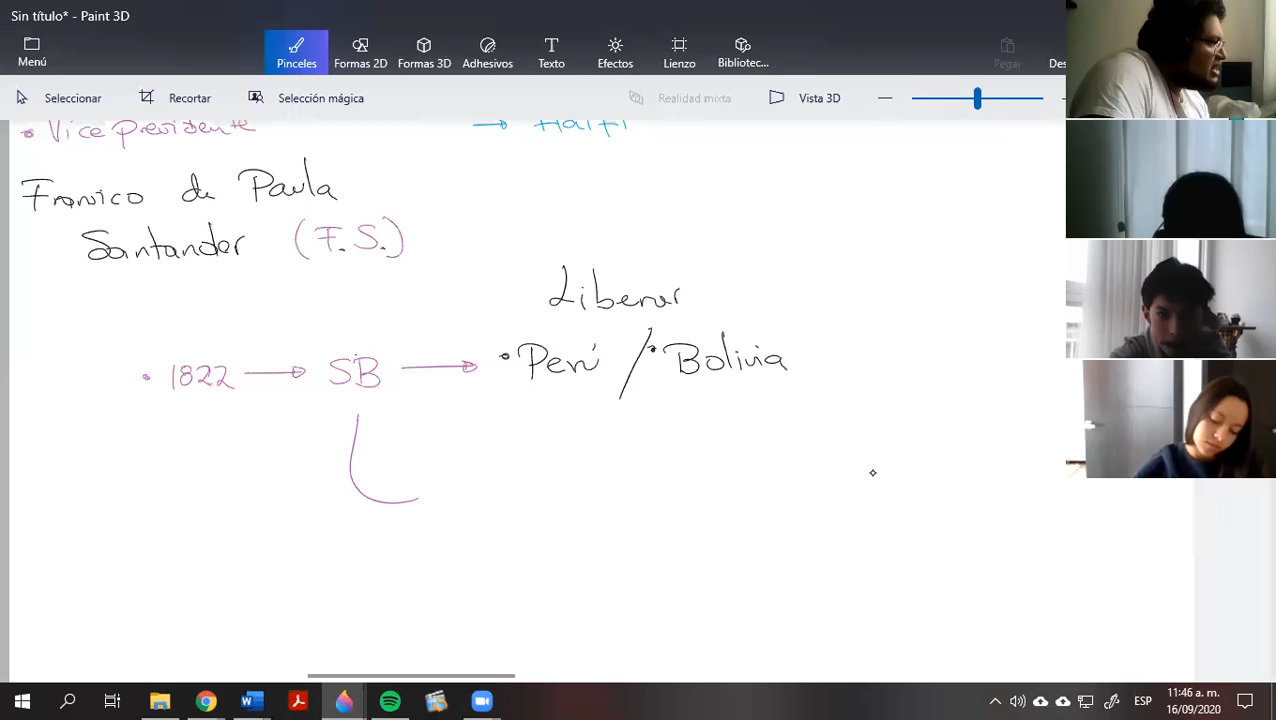 Sin título* - Paint 3D
Menú
Pinceles
Formas 2D
Formas 3D
Adhesivos
Texto
Efectos
Lienzo
Bibliotec...
Pegar
Des
Seleccionar
Recortar
Selección mágica
Realidad mixta
Vista 3D
• Vicepresidente
→ Haití
Francico de Paula
Santander (F.S.)
Liberar
• 1822 → SB → • Perú / • Bolivia
ESP
11:46 a. m.
16/09/2020